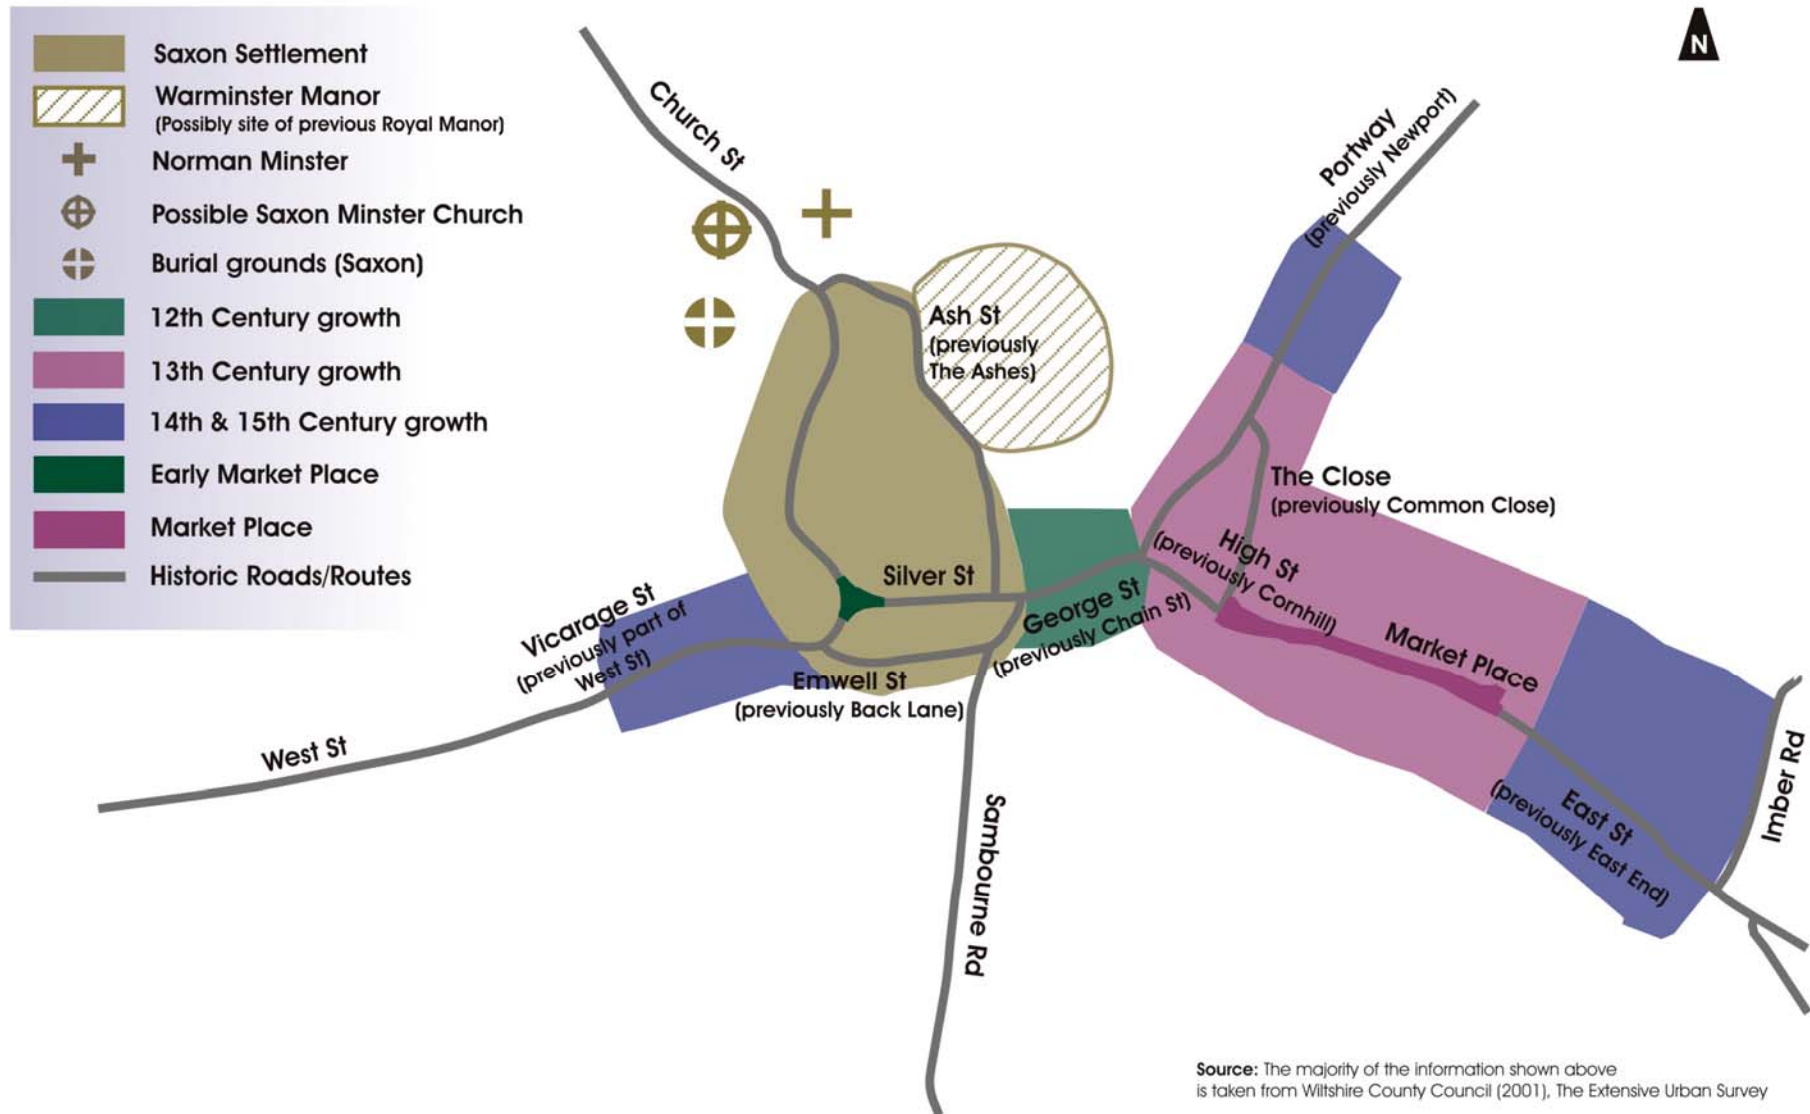 Saxon Settlement
Warminster Manor
(Possibly site of previous Royal Manor)
Norman Minster
Possible Saxon Minster Church
Burial grounds (Saxon)
12th Century growth
13th Century growth
14th & 15th Century growth
Early Market Place
Market Place
Historic Roads/Routes
N
Church St
Portway
(previously Newport)
Ash St
(previously
The Ashes)
The Close
(previously Common Close)
High St
(previously Cornhill)
Silver St
George St
(previously Chain St)
Market Place
Vicarage St
(previously part of
West St)
Emwell St
(previously Back Lane)
West St
Sambourne Rd
East St
(previously East End)
Imber Rd
Source: The majority of the information shown above
is taken from Wiltshire County Council (2001), The Extensive Urban Survey